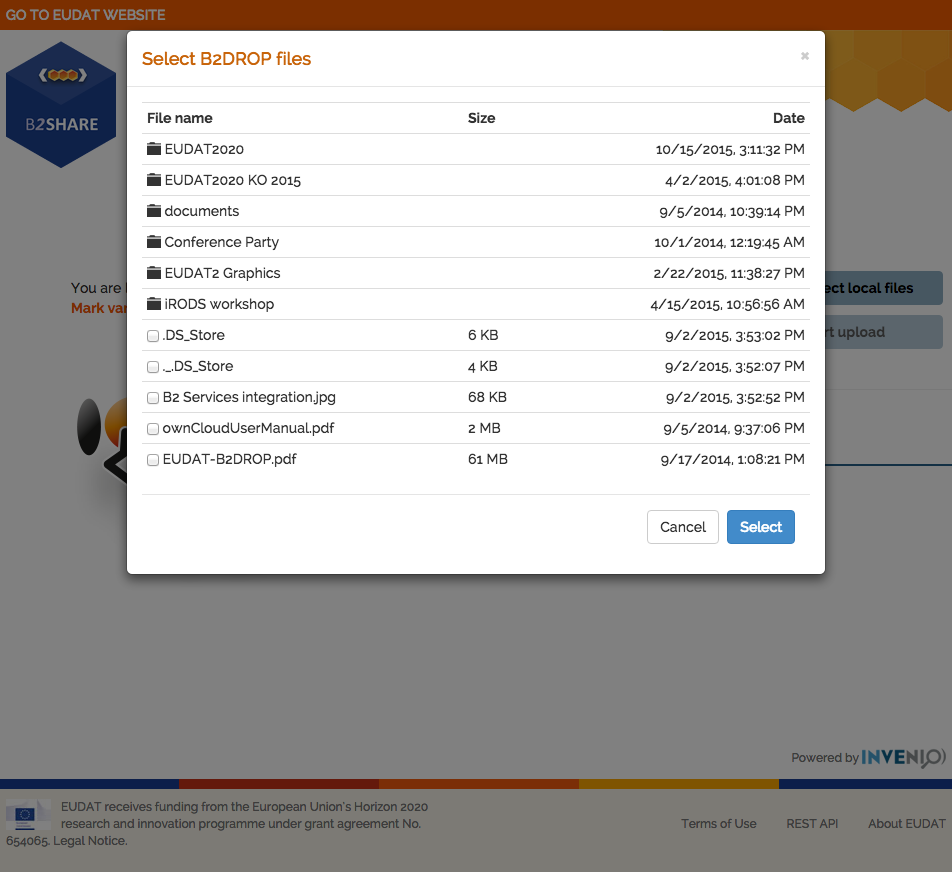 GO TO EUDAT WEBSITE
B2SHARE
Select B2DROP files
×
File name Size Date
EUDAT2020 10/15/2015, 3:11:32 PM
EUDAT2020 KO 2015 4/2/2015, 4:01:08 PM
documents 9/5/2014, 10:39:14 PM
Conference Party 10/1/2014, 12:19:45 AM
EUDAT2 Graphics 2/22/2015, 11:38:27 PM
iRODS workshop 4/15/2015, 10:56:56 AM
.DS_Store 6 KB 9/2/2015, 3:53:02 PM
._.DS_Store 4 KB 9/2/2015, 3:52:07 PM
B2 Services integration.jpg 68 KB 9/2/2015, 3:52:52 PM
ownCloudUserManual.pdf 2 MB 9/5/2014, 9:37:06 PM
EUDAT-B2DROP.pdf 61 MB 9/17/2014, 1:08:21 PM
Cancel Select
You are
Mark
local files
upload
Powered by INVENIO
EUDAT receives funding from the European Union's Horizon 2020
research and innovation programme under grant agreement No.
654065. Legal Notice.
Terms of Use REST API About EUDAT